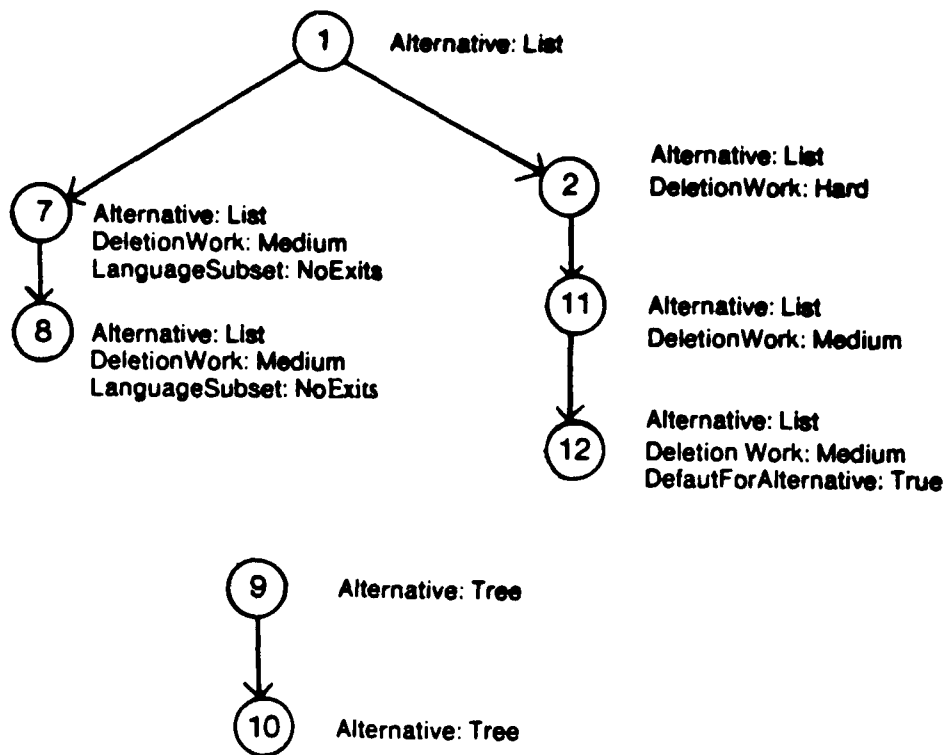 1
Alternative: List
2
Alternative: List
DeletionWork: Hard
7
Alternative: List
DeletionWork: Medium
LanguageSubset: NoExits
11
Alternative: List
DeletionWork: Medium
8
Alternative: List
DeletionWork: Medium
LanguageSubset: NoExits
12
Alternative: List
Deletion Work: Medium
DefautForAlternative: True
9
Alternative: Tree
10
Alternative: Tree